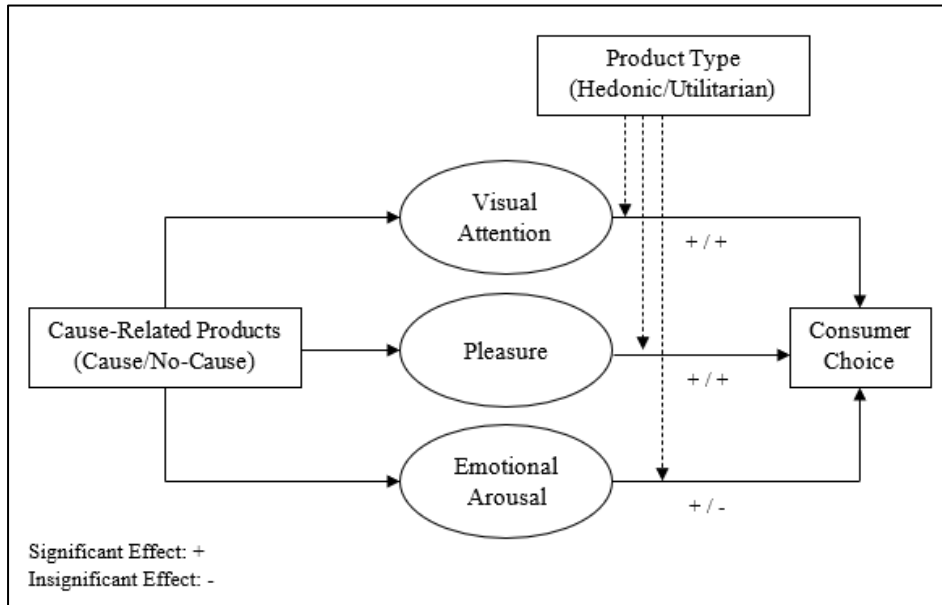 Product Type
(Hedonic/Utilitarian)
Visual
Attention
+ / +
Cause-Related Products
(Cause/No-Cause)
Pleasure
Consumer
Choice
+ / +
Emotional
Arousal
+ / -
Significant Effect: +
Insignificant Effect: -